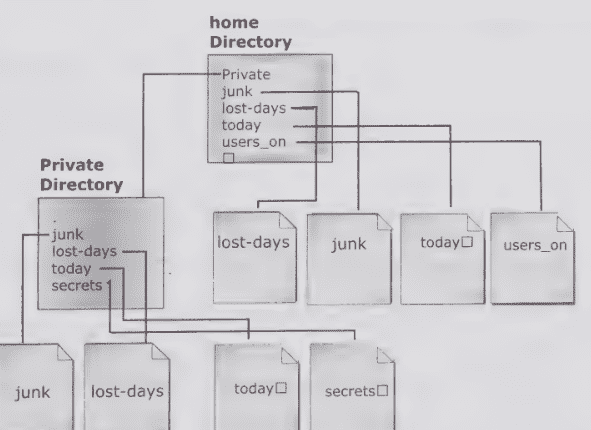 home
Directory
Private
junk
lost-days
today
users_on
Private
Directory
junk
lost-days
today
secrets
lost-days
junk
today
users_on
junk
lost-days
today
secrets